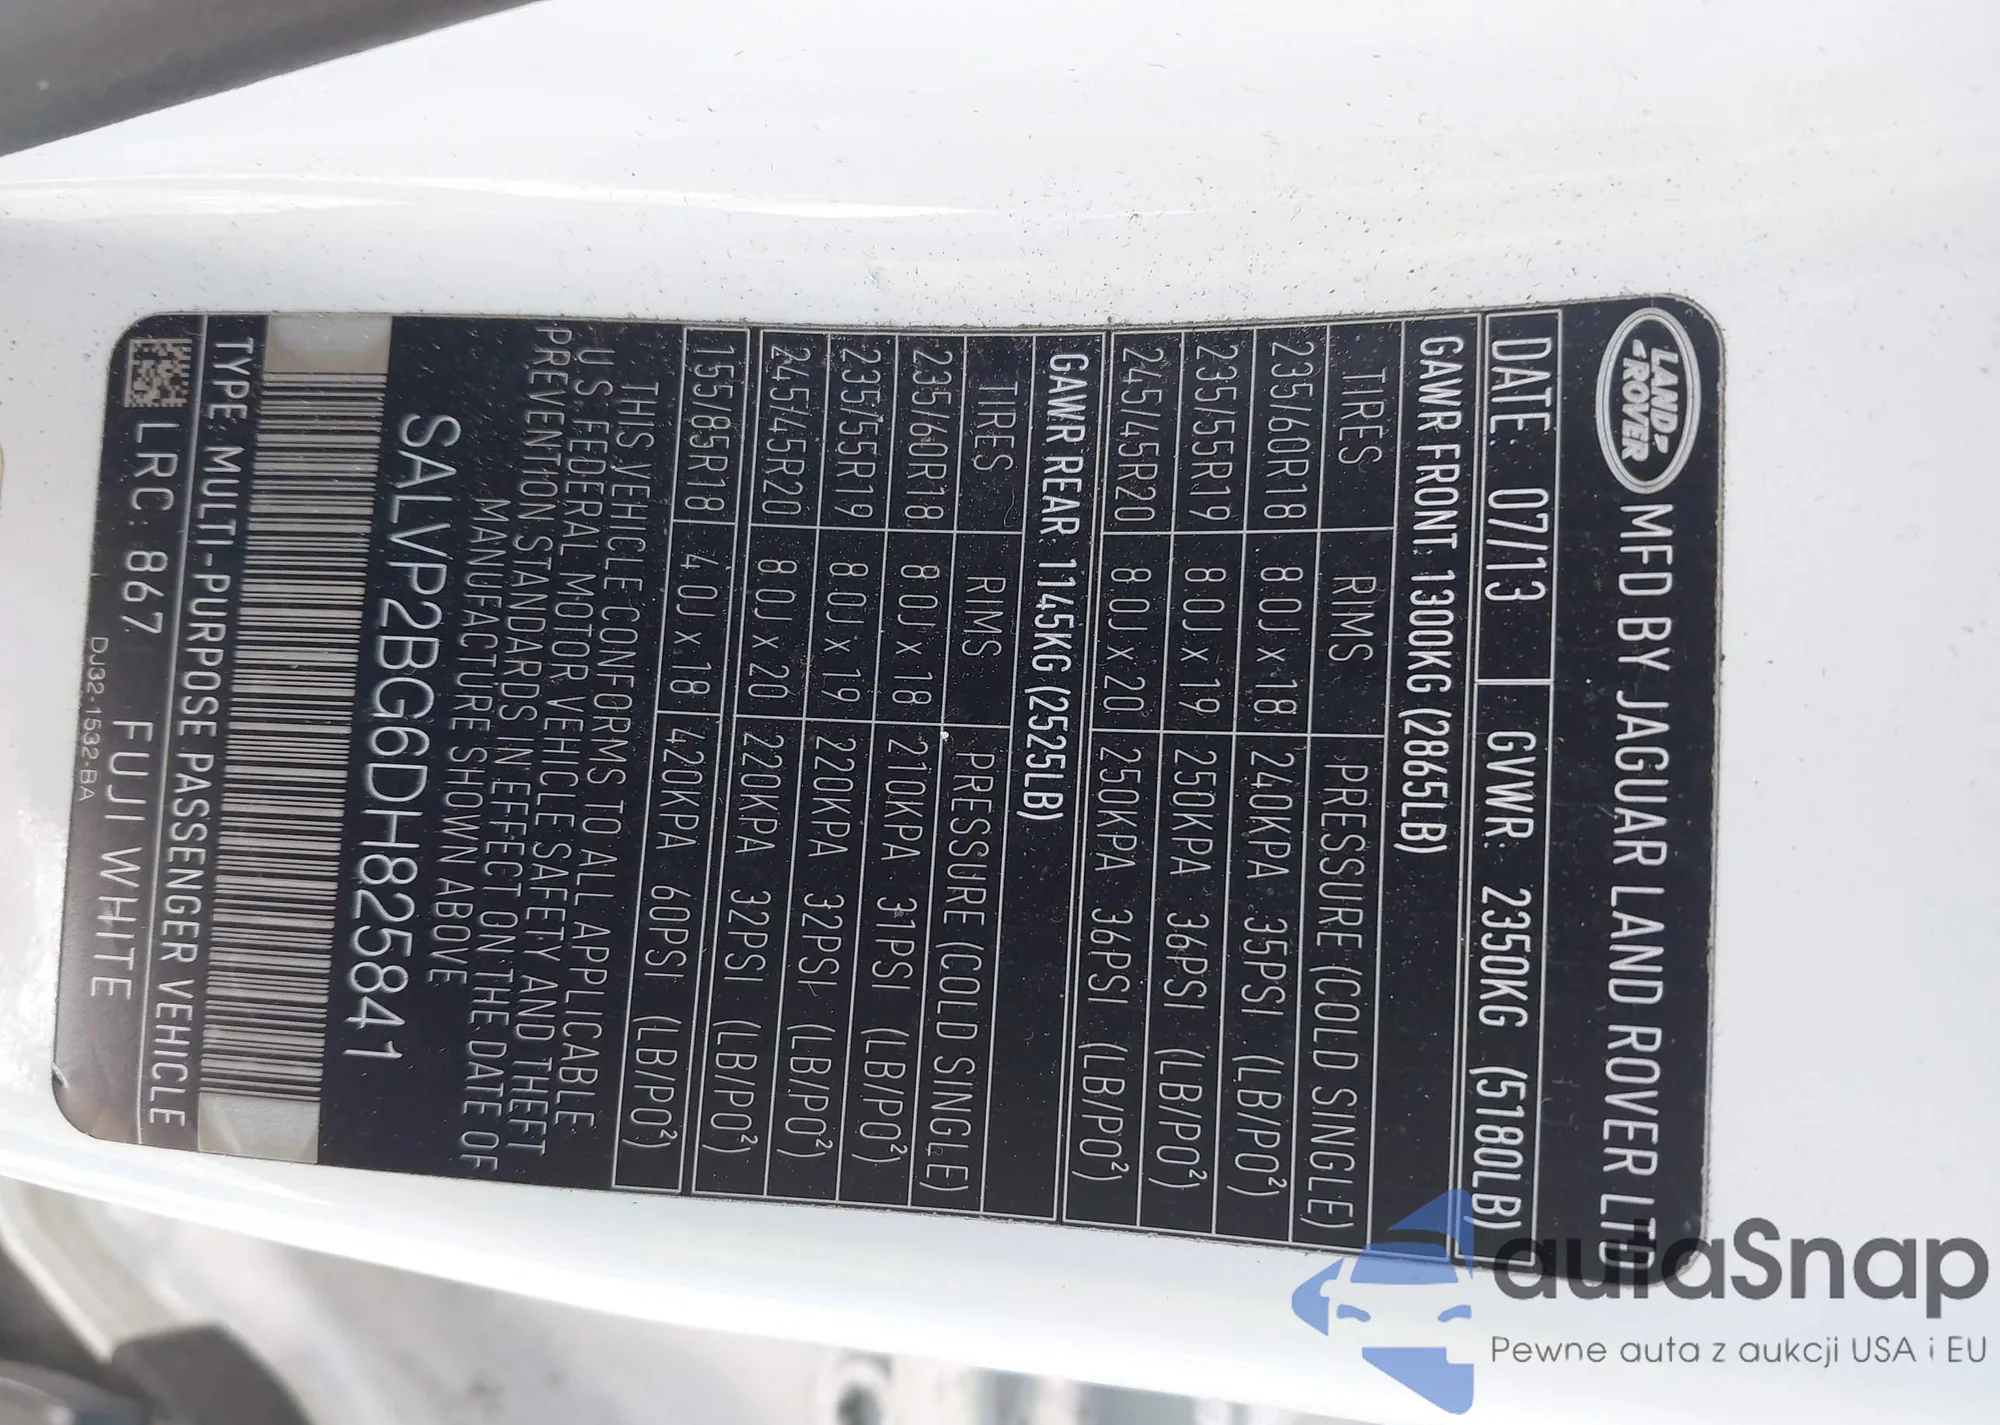 LAND-
-ROVER
MFD BY JAGUAR LAND ROVER LTD
DATE: 07/13 GVWR: 2350KG (5180LB)
GAWR FRONT: 1300KG (2865LB)
TIRES RIMS PRESSURE (COLD SINGLE)
235/60R18 8.0J x 18 240KPA 35PSI (LB/PO²)
235/55R19 8.0J x 19 250KPA 36PSI (LB/PO²)
245/45R20 8.0J x 20 250KPA 36PSI (LB/PO²)
GAWR REAR: 1145KG (2525LB)
TIRES RIMS PRESSURE (COLD SINGLE)
235/60R18 8.0J x 18 210KPA 31PSI (LB/PO²)
235/55R19 8.0J x 19 220KPA 32PSI (LB/PO²)
245/45R20 8.0J x 20 220KPA 32PSI (LB/PO²)
155/85R18 4.0J x 18 420KPA 60PSI (LB/PO²)
THIS VEHICLE CONFORMS TO ALL APPLICABLE
U.S FEDERAL MOTOR VEHICLE SAFETY AND THEFT
PREVENTION STANDARDS IN EFFECT ON THE DATE OF
MANUFACTURE SHOWN ABOVE
SALVP2BG6DH825841
TYPE: MULTI-PURPOSE PASSENGER VEHICLE
LRC: 867 FUJI WHITE
DJ32-1532-BA
autaSnap
Pewne auta z aukcji USA i EU